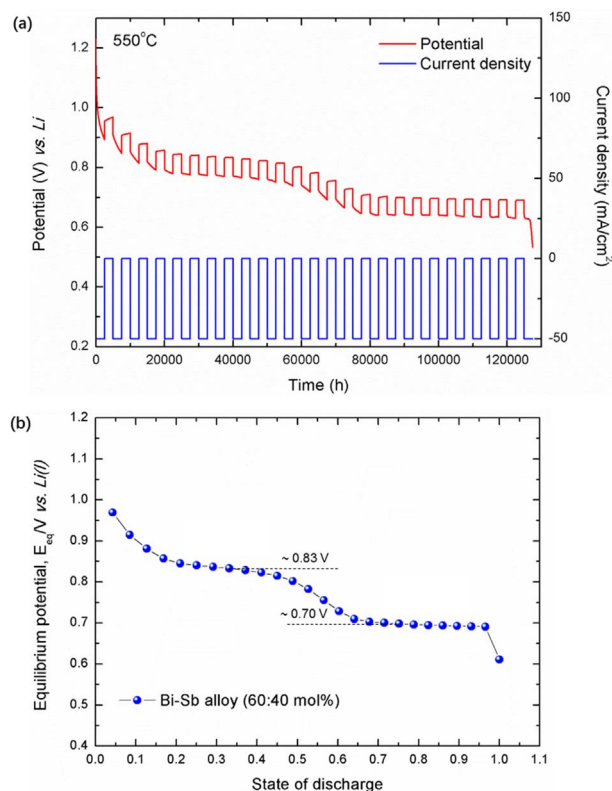 (a)
550°C
Potential
Current density
Potential (V) vs. Li
Current density (mA/cm²)
1.2
1.0
0.8
0.6
0.4
0.2
150
100
50
0
-50
0 20000 40000 60000 80000 100000 120000
Time (h)
(b)
Equilibrium potential, E_eq/V vs. Li(l)
1.2
1.1
1.0
0.9
0.8
0.7
0.6
0.5
0.4
~ 0.83 V
~ 0.70 V
Bi-Sb alloy (60:40 mol%)
0.0 0.1 0.2 0.3 0.4 0.5 0.6 0.7 0.8 0.9 1.0 1.1
State of discharge